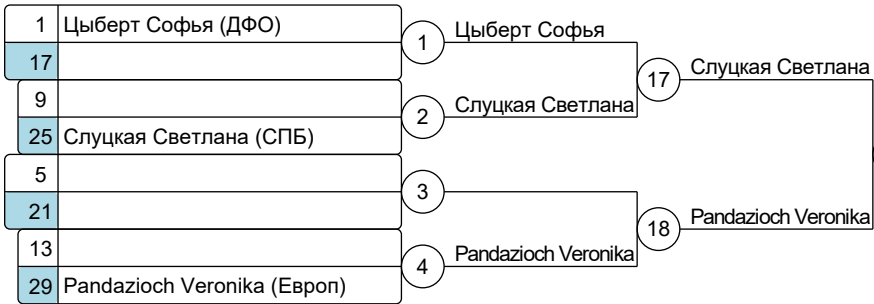 1 Цыберт Софья (ДФО)
17
1 Цыберт Софья
9
25 Слуцкая Светлана (СПБ)
2 Слуцкая Светлана
17 Слуцкая Светлана
5
21
3
13
29 Pandazioch Veronika (Европ)
4 Pandazioch Veronika
18 Pandazioch Veronika